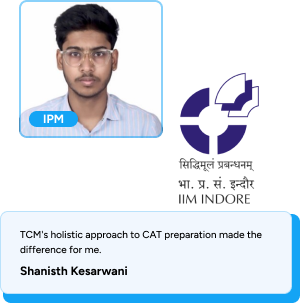 IPM
सिद्धिमूलं प्रबन्धनम्
भा. प्र. सं. इन्दौर
IIM INDORE
TCM's holistic approach to CAT preparation made the
difference for me.
Shanisth Kesarwani